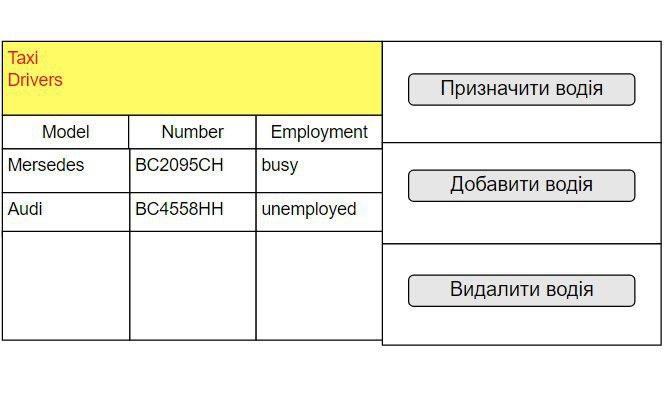 Taxi
Drivers
Model Number Employment
Mersedes BC2095CH busy
Audi BC4558HH unemployed
Призначити водія
Добавити водія
Видалити водія